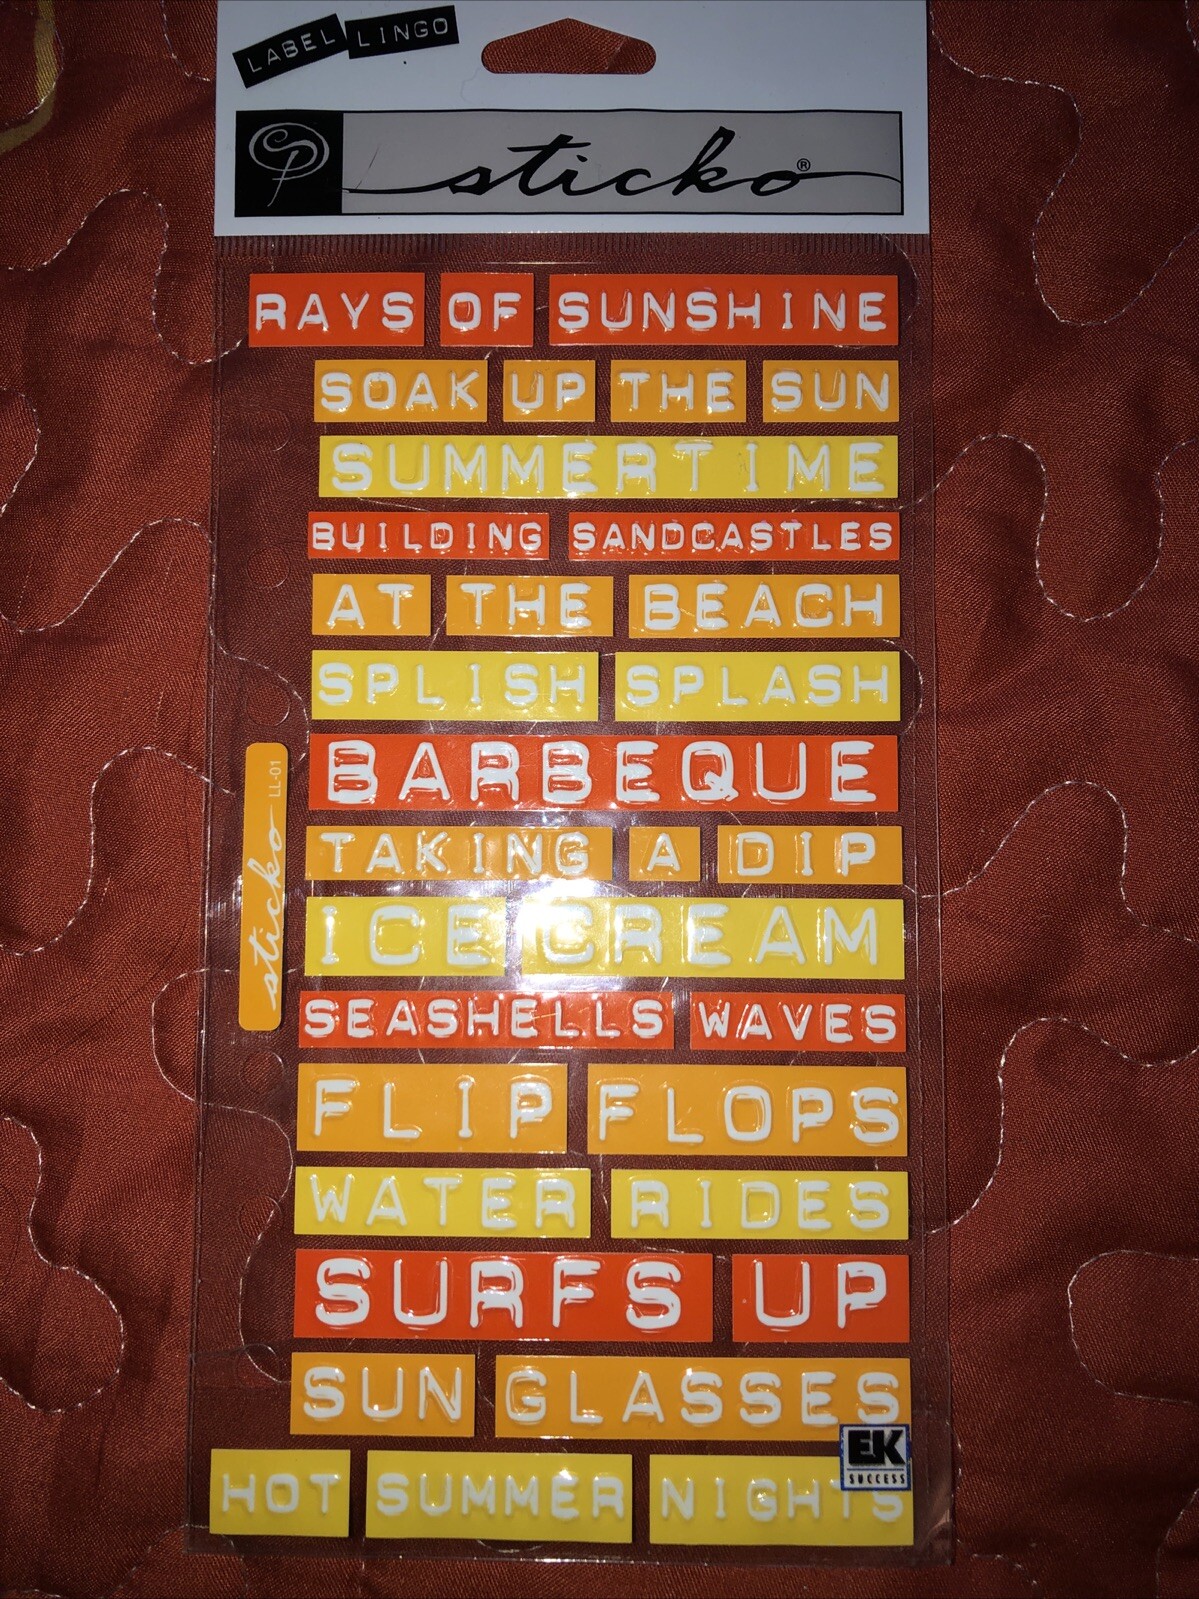 LABEL LINGO
sticko®
RAYS OF SUNSHINE
SOAK UP THE SUN
SUMMERTIME
BUILDING SANDCASTLES
AT THE BEACH
SPLISH SPLASH
BARBEQUE
TAKING A DIP
ICE CREAM
SEASHELLS WAVES
FLIP FLOPS
WATER RIDES
SURFS UP
SUN GLASSES
HOT SUMMER NIGHTS
sticko LL-01
EK
SUCCESS